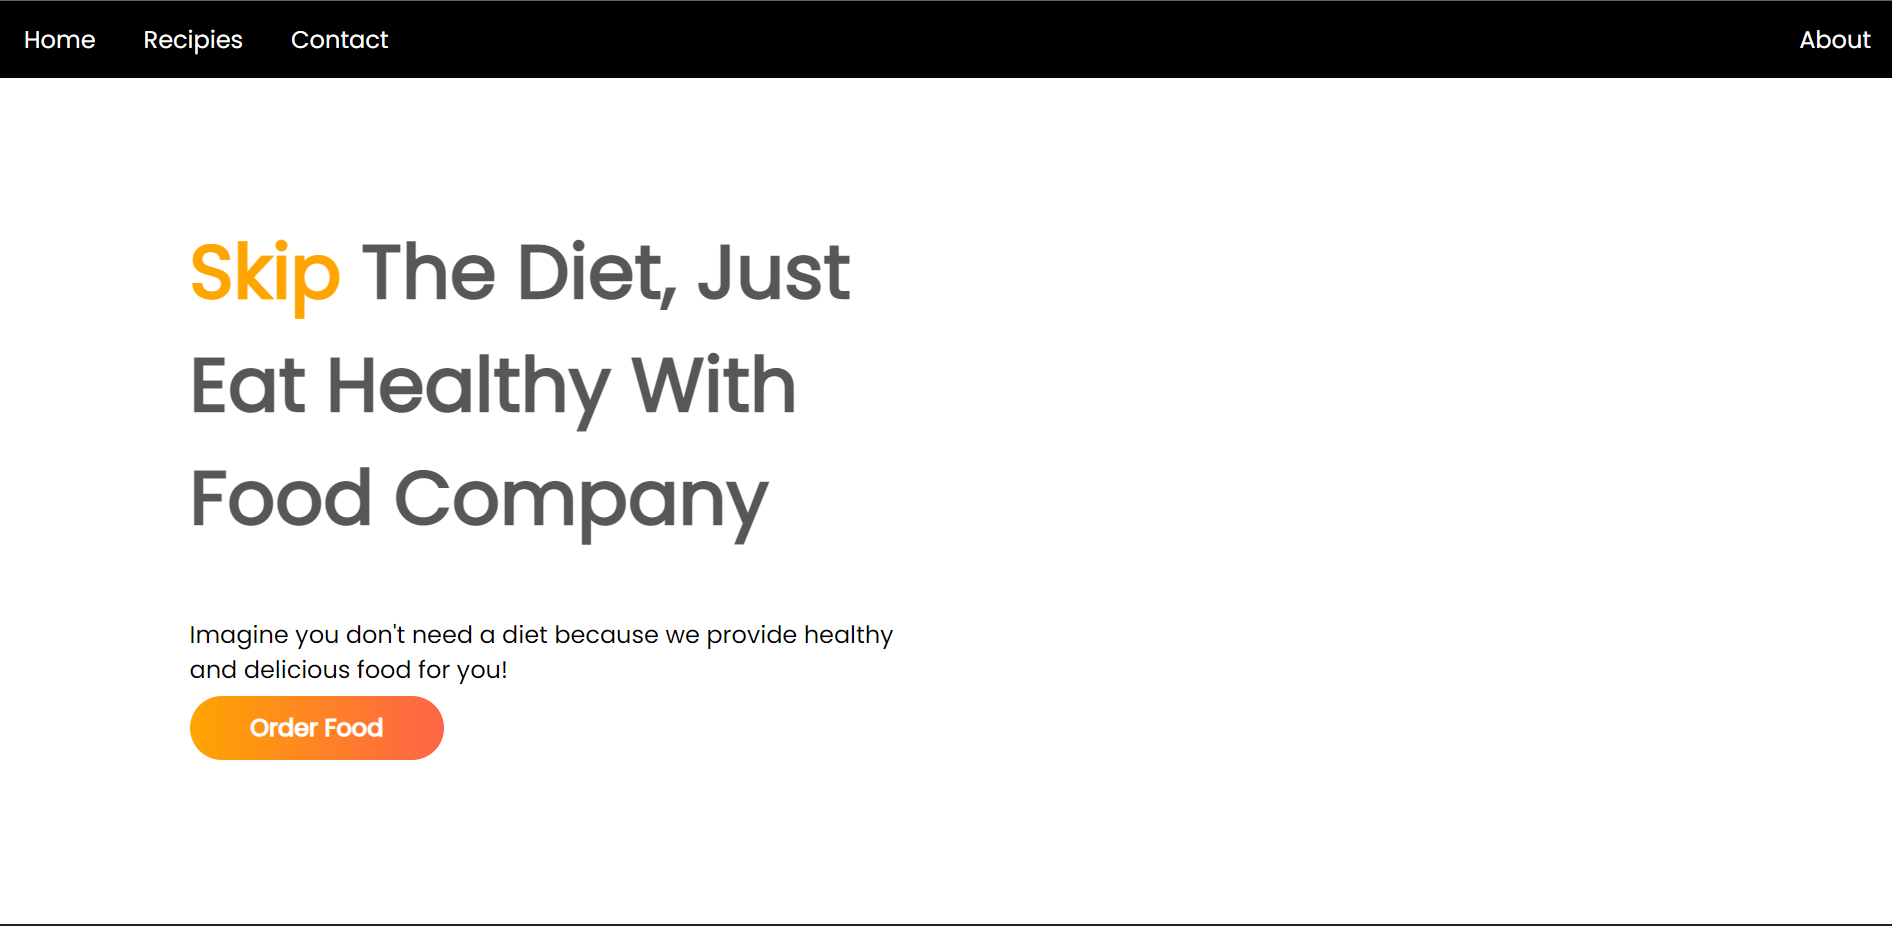 Home Recipies Contact About
Skip The Diet, Just
Eat Healthy With
Food Company
Imagine you don't need a diet because we provide healthy
and delicious food for you!
Order Food